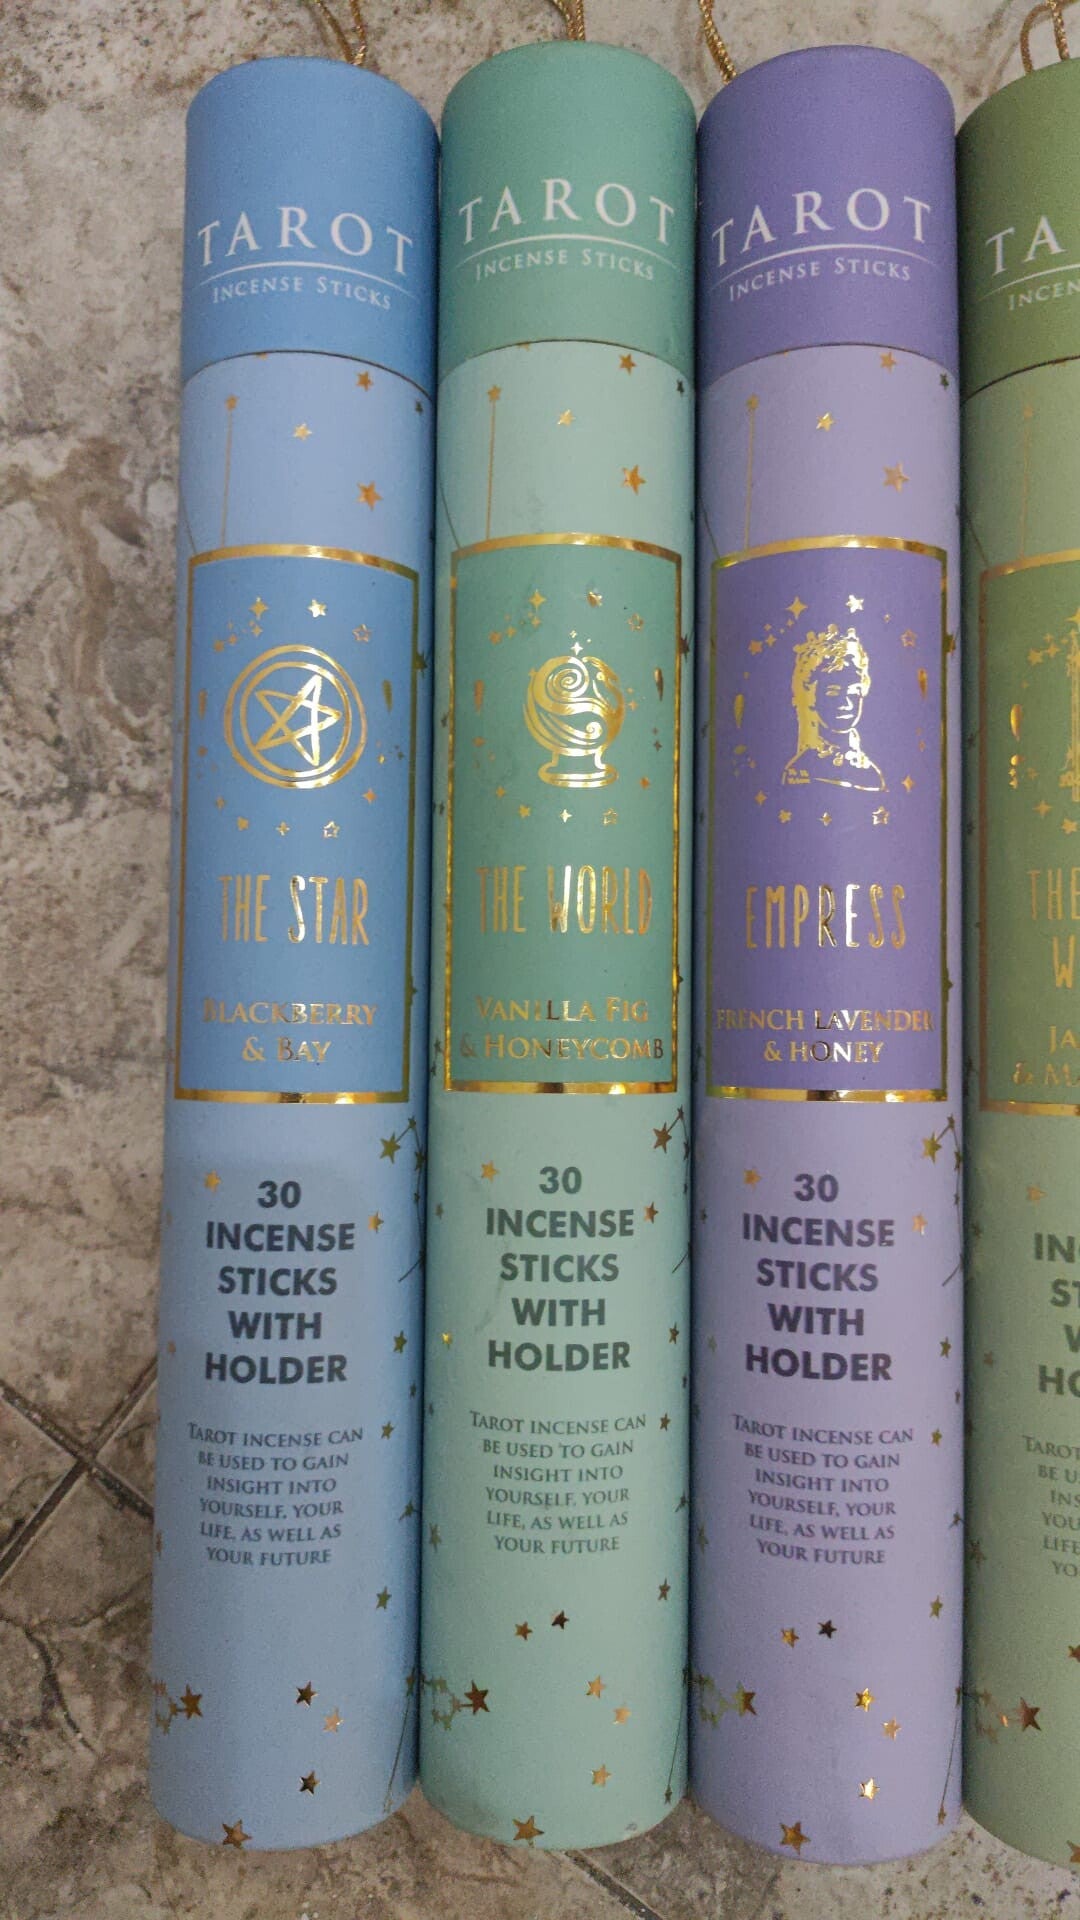 TAROT
INCENSE STICKS
THE STAR
BLACKBERRY
& BAY
30
INCENSE
STICKS
WITH
HOLDER
TAROT INCENSE CAN
BE USED TO GAIN
INSIGHT INTO
YOURSELF, YOUR
LIFE, AS WELL AS
YOUR FUTURE
TAROT
INCENSE STICKS
THE WORLD
VANILLA FIG
& HONEYCOMB
30
INCENSE
STICKS
WITH
HOLDER
TAROT INCENSE CAN
BE USED TO GAIN
INSIGHT INTO
YOURSELF, YOUR
LIFE, AS WELL AS
YOUR FUTURE
TAROT
INCENSE STICKS
EMPRESS
FRENCH LAVENDER
& HONEY
30
INCENSE
STICKS
WITH
HOLDER
TAROT INCENSE CAN
BE USED TO GAIN
INSIGHT INTO
YOURSELF, YOUR
LIFE, AS WELL AS
YOUR FUTURE
THE